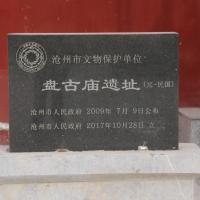 沧州市文物保护单位
盘古庙遗址(元-民国)
沧州市人民政府 2009年 7月 9日公布
沧州市人民政府 2017年10月28日 立